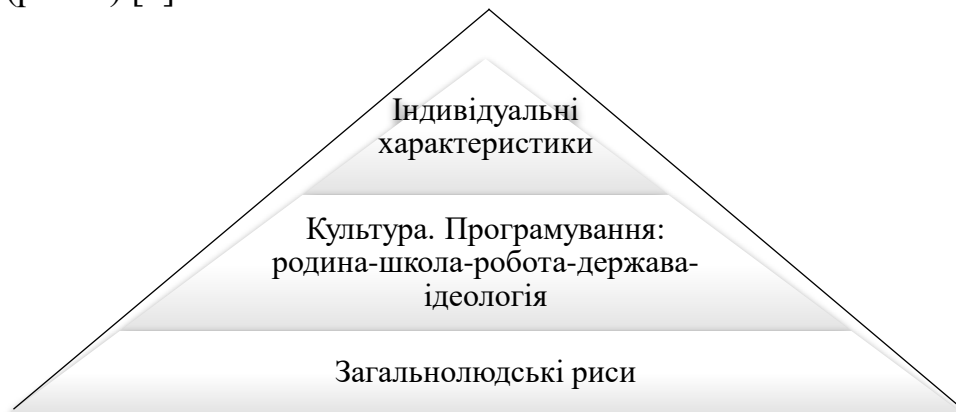 Індивідуальні
характеристики
Культура. Програмування:
родина-школа-робота-держава-
ідеологія
Загальнолюдські риси